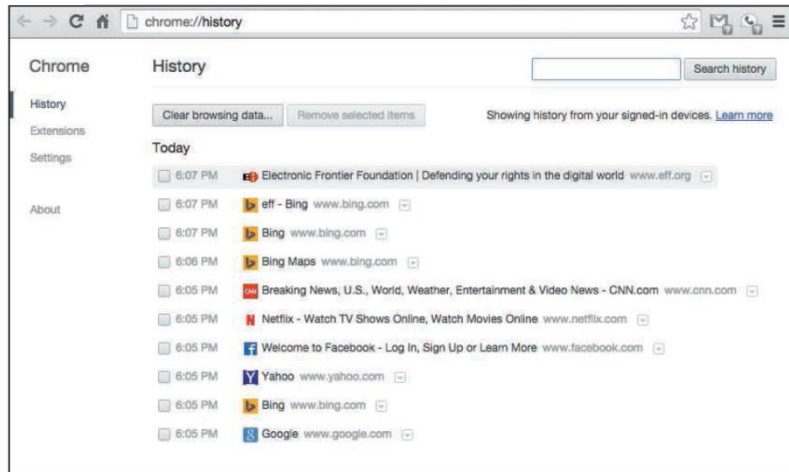 chrome://history
Chrome
History
Search history
History
Extensions
Settings
About
Clear browsing data...
Remove selected items
Showing history from your signed-in devices. Learn more
Today
6:07 PM Electronic Frontier Foundation | Defending your rights in the digital world www.eff.org
6:07 PM eff - Bing www.bing.com
6:07 PM Bing www.bing.com
6:06 PM Bing Maps www.bing.com
6:05 PM CNN Breaking News, U.S., World, Weather, Entertainment & Video News - CNN.com www.cnn.com
6:05 PM Netflix - Watch TV Shows Online, Watch Movies Online www.netflix.com
6:05 PM Welcome to Facebook - Log In, Sign Up or Learn More www.facebook.com
6:05 PM Yahoo www.yahoo.com
6:05 PM Bing www.bing.com
6:05 PM Google www.google.com